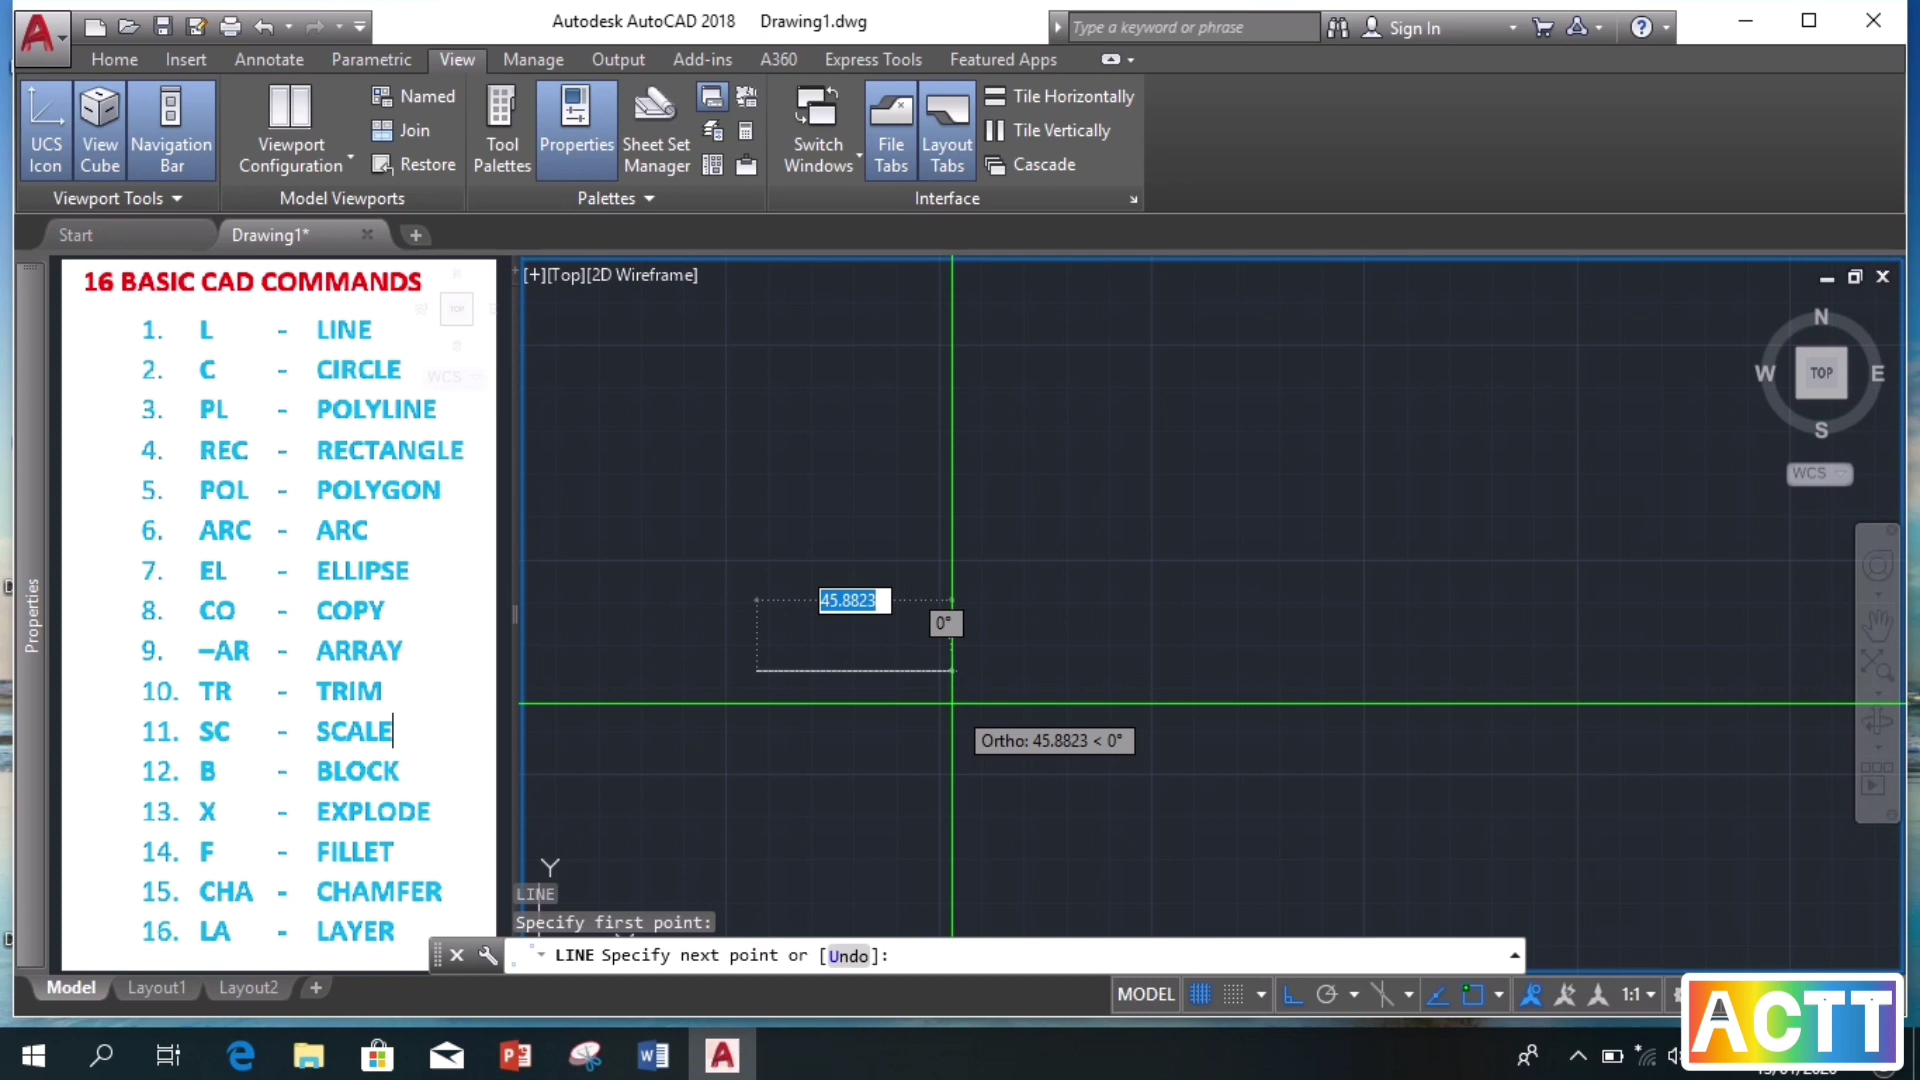 Autodesk AutoCAD 2018 Drawing1.dwg
Type a keyword or phrase
Sign In
Home Insert Annotate Parametric View Manage Output Add-ins A360 Express Tools Featured Apps
UCS Icon
View Cube
Navigation Bar
Viewport Configuration
Named
Join
Restore
Tool Palettes
Properties
Sheet Set Manager
Switch Windows
File Tabs
Layout Tabs
Tile Horizontally
Tile Vertically
Cascade
Viewport Tools
Model Viewports
Palettes
Interface
Start
Drawing1*
Properties
16 BASIC CAD COMMANDS
1. L - LINE
2. C - CIRCLE
3. PL - POLYLINE
4. REC - RECTANGLE
5. POL - POLYGON
6. ARC - ARC
7. EL - ELLIPSE
8. CO - COPY
9. –AR - ARRAY
10. TR - TRIM
11. SC - SCALE
12. B - BLOCK
13. X - EXPLODE
14. F - FILLET
15. CHA - CHAMFER
16. LA - LAYER
TOP
WCS
[+][Top][2D Wireframe]
N
W TOP E
S
WCS
45.8823
0°
Ortho: 45.8823 < 0°
Y
LINE
Specify first point:
LINE Specify next point or [Undo]:
Model Layout1 Layout2
MODEL
1:1
ACTT